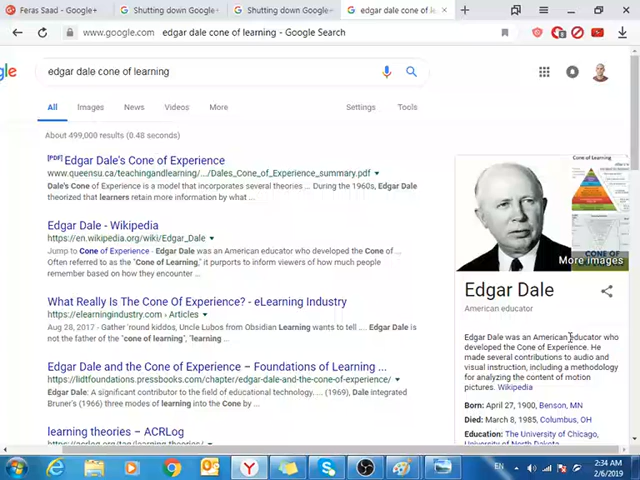 Feras Saad - Google+
Shutting down Google+
Shutting down Google-
edgar dale cone of le
www.google.com edgar dale cone of learning - Google Search
gle
edgar dale cone of learning
All Images News Videos More Settings Tools
About 499,000 results (0.48 seconds)
[PDF] Edgar Dale's Cone of Experience
www.queensu.ca/teachingandlearning/.../Dales_Cone_of_Experience_summary.pdf
Dale's Cone of Experience is a model that incorporates several theories ... During the 1960s, Edgar Dale
theorized that learners retain more information by what ...
Edgar Dale - Wikipedia
https://en.wikipedia.org/wiki/Edgar_Dale
Jump to Cone of Experience - Edgar Dale was an American educator who developed the Cone of ...
Often referred to as the "Cone of Learning", it purports to inform viewers of how much people
remember based on how they encounter ...
What Really Is The Cone Of Experience? - eLearning Industry
https://elearningindustry.com › Articles
Aug 28, 2017 - Gather 'round kiddos, Uncle Lubos from Obsidian Learning wants to tell ... Edgar Dale is
not the father of the "cone of learning", "learning ...
Edgar Dale and the Cone of Experience – Foundations of Learning ...
https://lidtfoundations.pressbooks.com/chapter/edgar-dale-and-the-cone-of-experience/
Edgar Dale: A significant contributor to the field of educational technology. ... (1969), Dale integrated
Bruner's (1966) three modes of learning into the Cone by ...
learning theories – ACRLog
https://acrlog.org/tag/learning-theories/
Cone of Learning
CONE OF
More images
Edgar Dale
American educator
Edgar Dale was an American educator who
developed the Cone of Experience. He
made several contributions to audio and
visual instruction, including a methodology
for analyzing the content of motion
pictures. Wikipedia
Born: April 27, 1900, Benson, MN
Died: March 8, 1985, Columbus, OH
Education: The University of Chicago,
University of North Dakota
EN
2:34 AM
2/6/2019